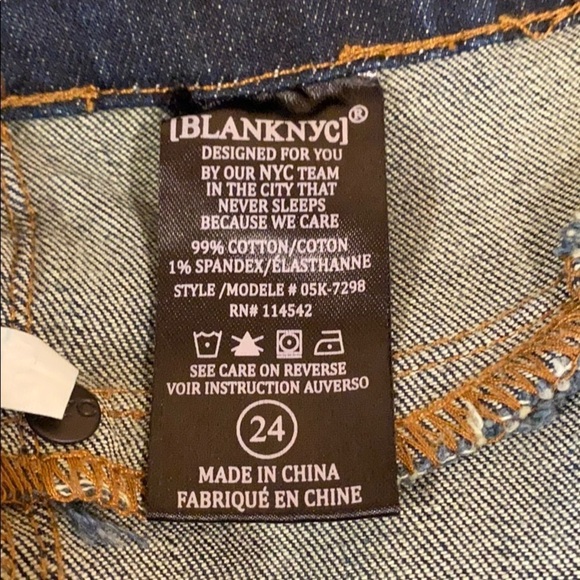 [BLANKNYC]®
DESIGNED FOR YOU
BY OUR NYC TEAM
IN THE CITY THAT
NEVER SLEEPS
BECAUSE WE CARE
99% COTTON/COTON
1% SPANDEX/ÉLASTHANNE
STYLE /MODÈLE # 05K-7298
RN# 114542
SEE CARE ON REVERSE
VOIR INSTRUCTION AUVERSO
24
MADE IN CHINA
FABRIQUÉ EN CHINE